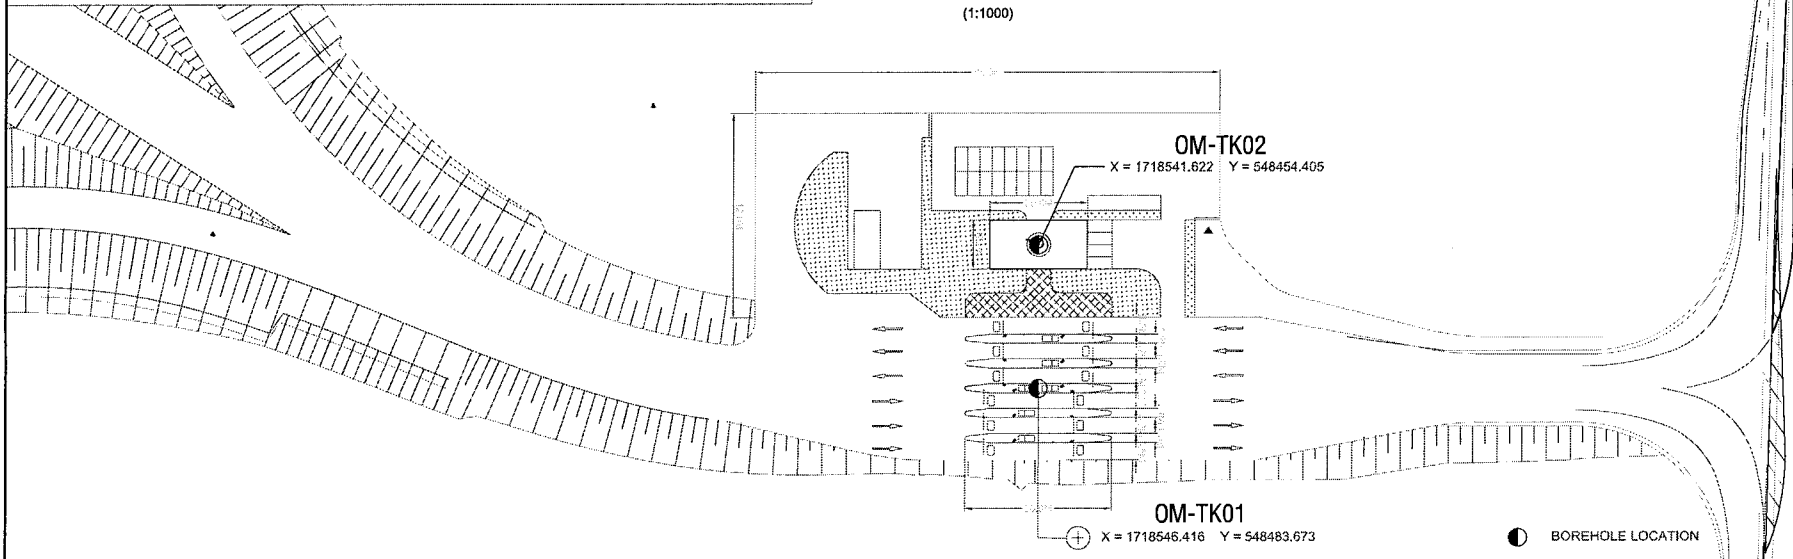 (1:1000)
OM-TK02
X = 1718541.622 Y = 548454.405
OM-TK01
X = 1718546.416 Y = 548483.673
BOREHOLE LOCATION